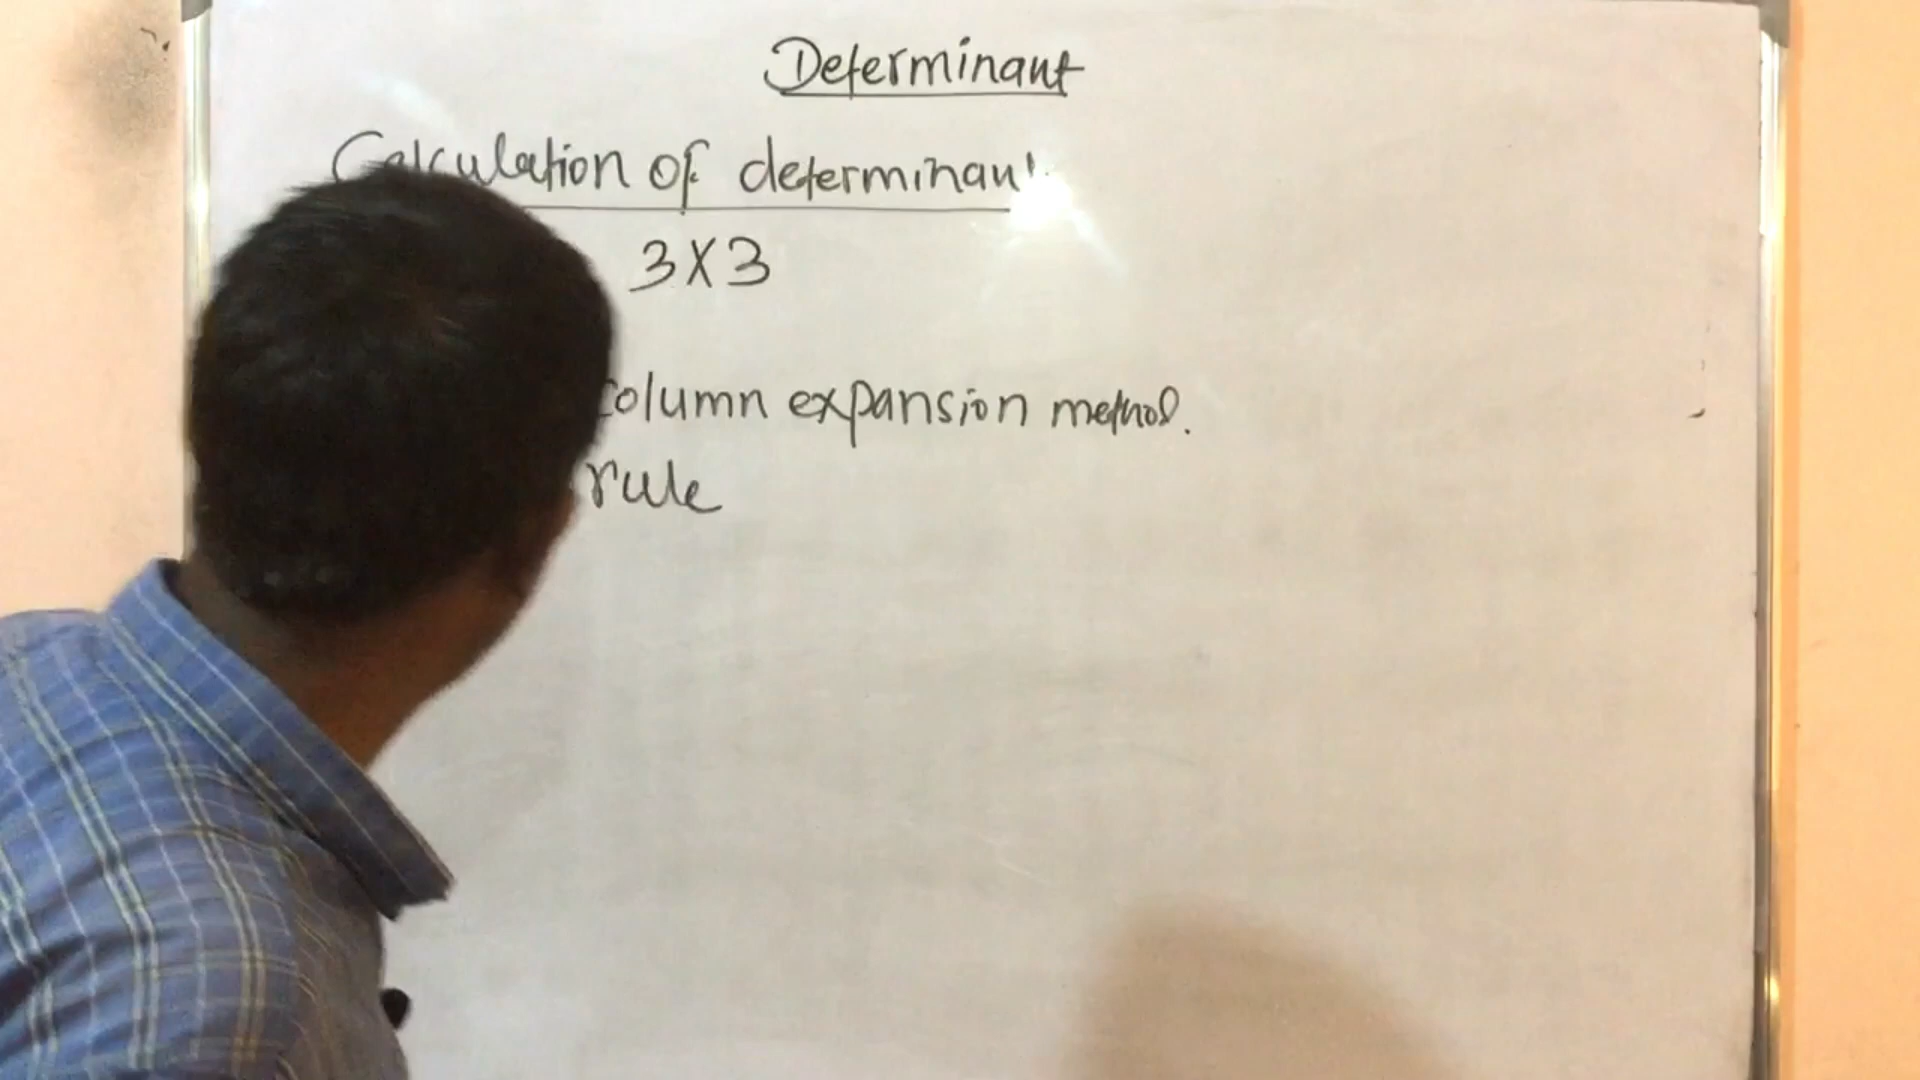 Determinant
Calculation of determinant
3X3
column expansion method.
rule